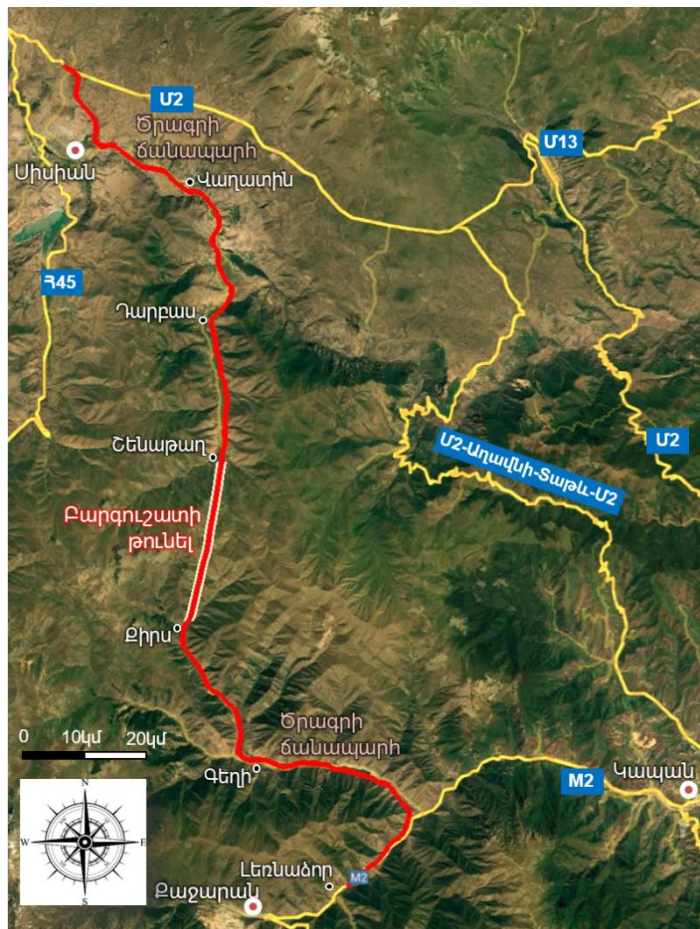 Մ2
Ծրագրի
ճանապարհ
Մ13
Սիսիան
Վաղատին
Հ45
Դարբաս
Մ2
Շենաթաղ
Մ2-Աղավնի-Տաթև-Մ2
Բարգուշատի
թունել
Քիրս
Ծրագրի
ճանապարհ
0 10կմ 20կմ
Գեղի
M2
Կապան
N
W E
S
Լեռնաձոր
M2
Քաջարան